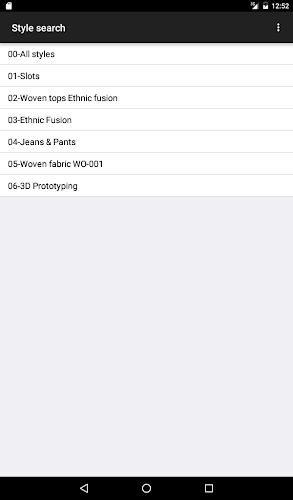 12:52
Style search
00-All styles
01-Slots
02-Woven tops Ethnic fusion
03-Ethnic Fusion
04-Jeans & Pants
05-Woven fabric WO-001
06-3D Prototyping